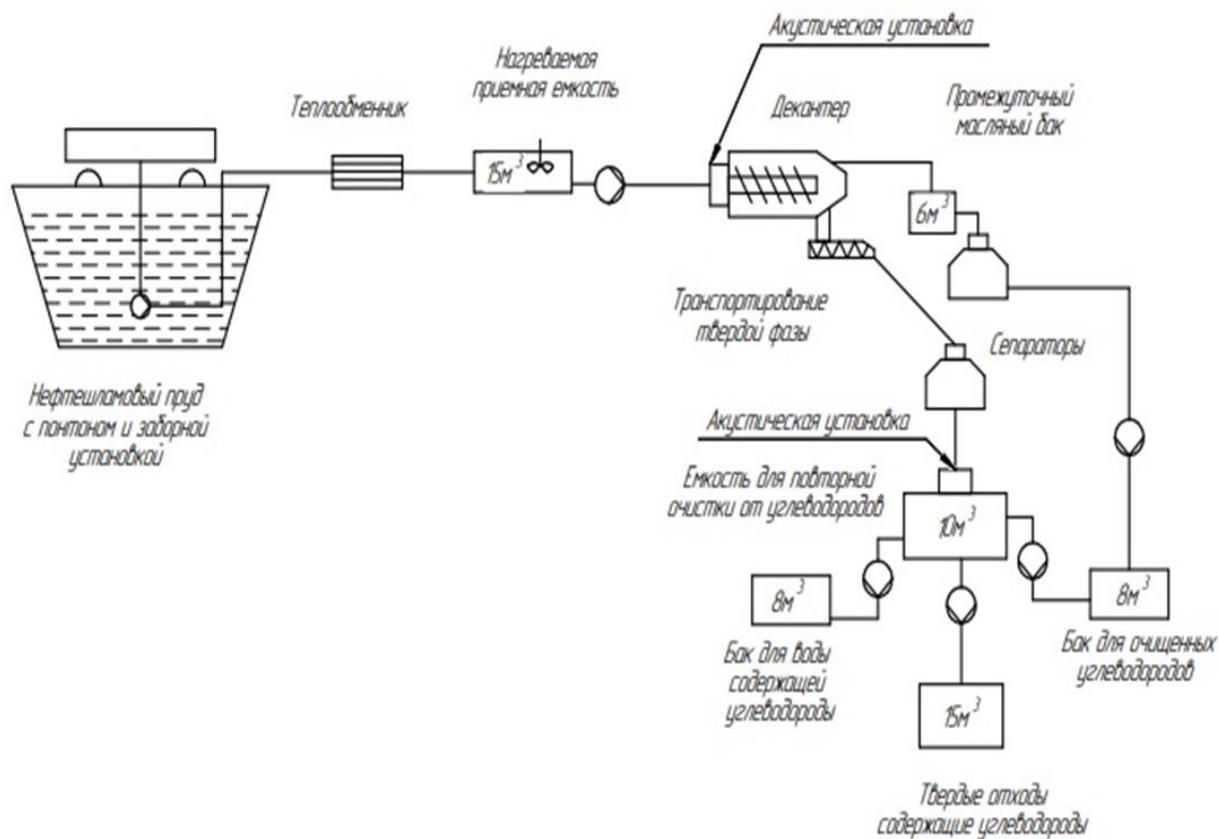 Акустическая установка
Нагреваемая
приемная емкость
Теплообменник
Декантер
Промежуточный
масляный бак
15м³
6м³
Транспортирование
твердой фазы
Сепараторы
Нефтешламовый пруд
с понтоном и заборной
установкой
Акустическая установка
Емкость для повторной
очистки от углеводородов
10м³
8м³
8м³
Бак для воды
содержащей
углеводороды
Бак для очищенных
углеводородов
15м³
Твердые отходы
содержащие углеводороды